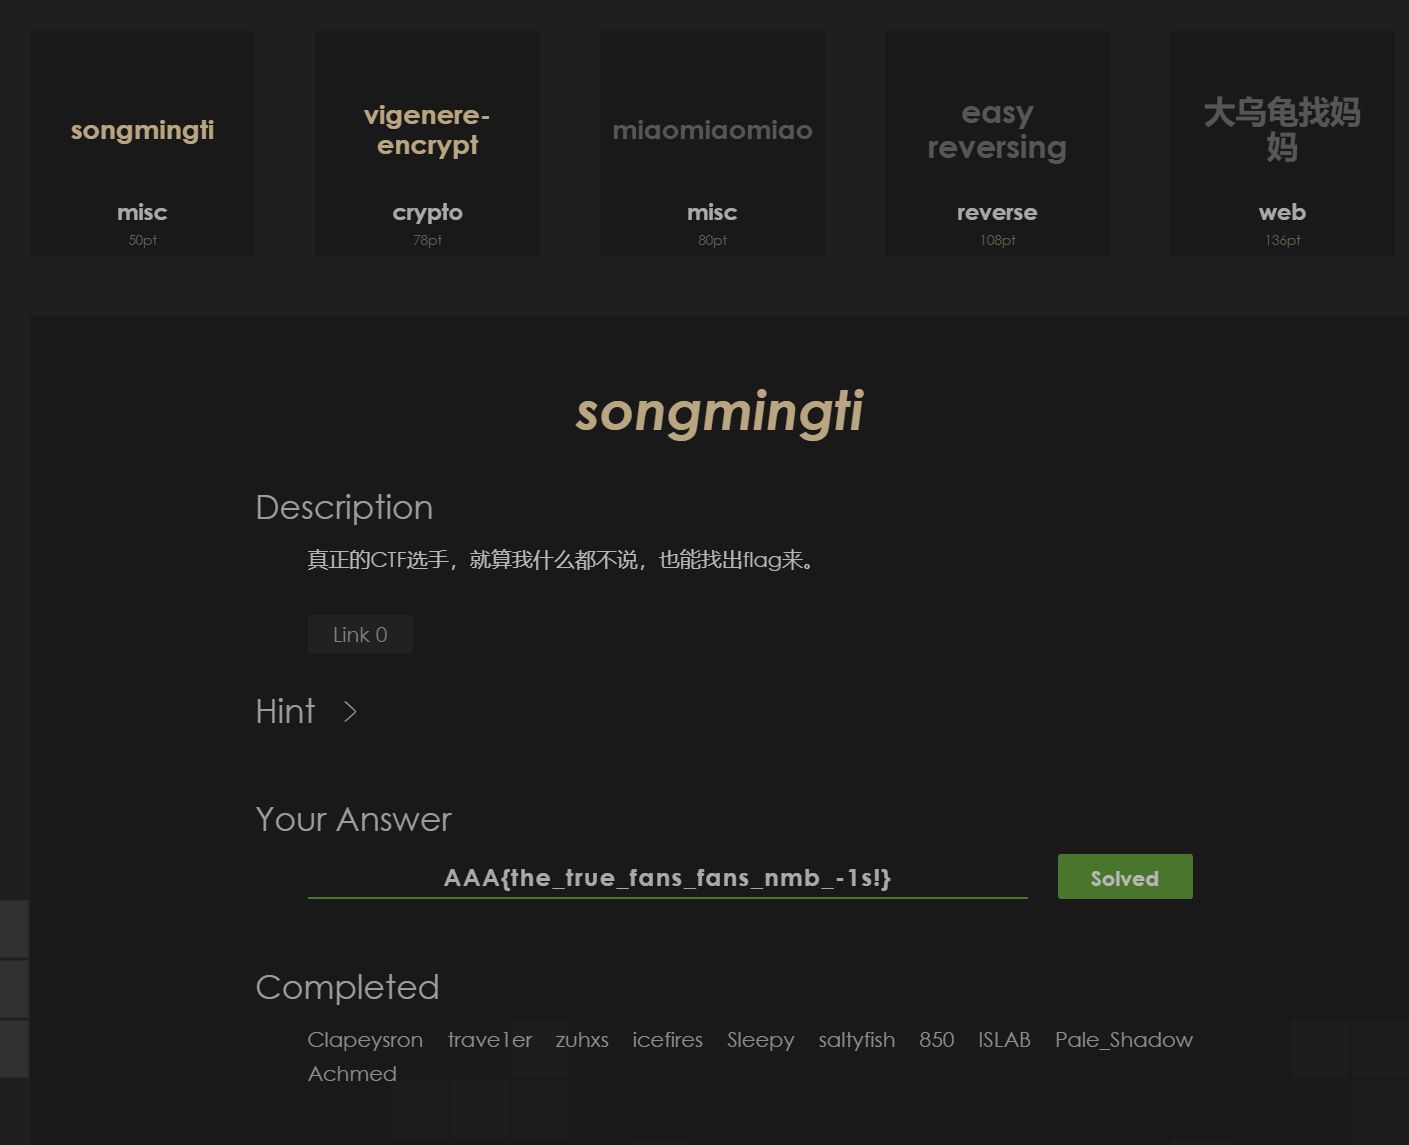 songmingti
misc
50pt
vigenere-
encrypt
crypto
78pt
miaomiaomiao
misc
80pt
easy
reversing
reverse
108pt
大乌龟找妈
妈
web
136pt
songmingti
Description
真正的CTF选手，就算我什么都不说，也能找出flag来。
Link 0
Hint >
Your Answer
AAA{the_true_fans_fans_nmb_-1s!}
Solved
Completed
Clapeysron trave1er zuhxs icefires Sleepy saltyfish 850 ISLAB Pale_Shadow
Achmed